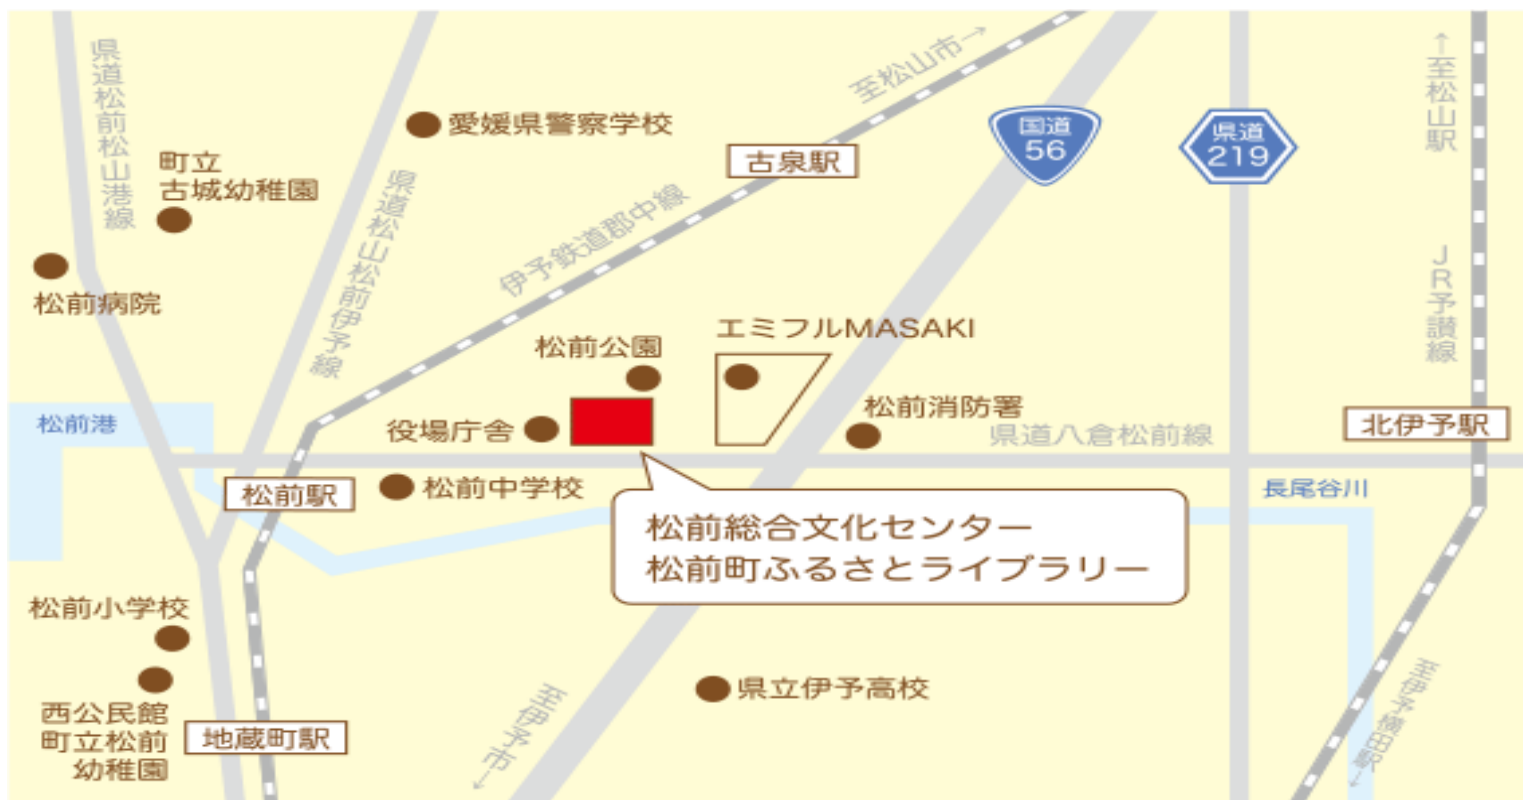 県道松前松山港線
愛媛県警察学校
町立
古城幼稚園
松前病院
県道松山松前伊予線
伊予鉄道郡中線
至松山市→
古泉駅
国道
56
県道
219
←至松山駅
JR予讃線
松前港
松前公園
エミフルMASAKI
役場庁舎
松前消防署
県道八倉松前線
北伊予駅
松前駅
松前中学校
長尾谷川
松前総合文化センター
松前町ふるさとライブラリー
松前小学校
西公民館
町立松前
幼稚園
地蔵町駅
県立伊予高校
至伊予市→
至伊予横田駅→